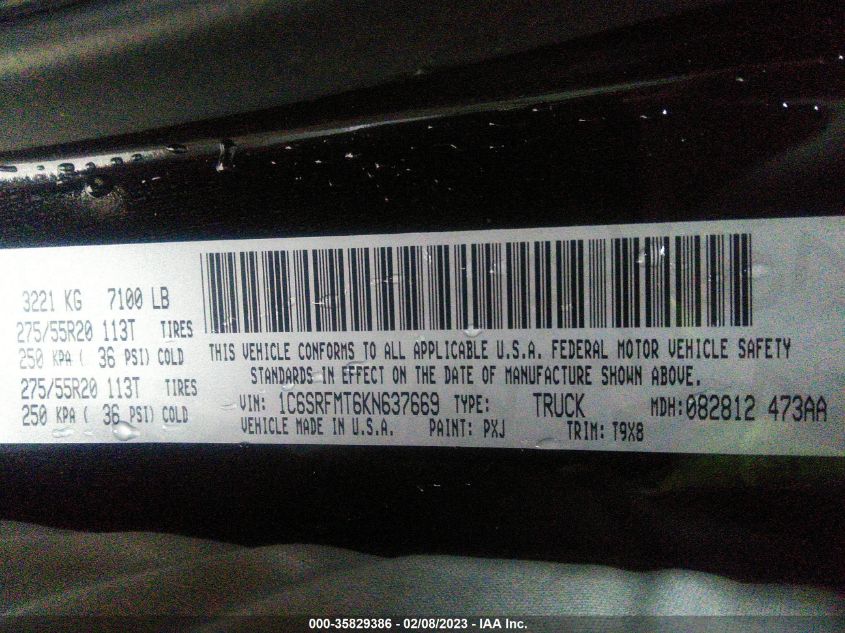 3221 KG 7100 LB
275/55R20 113T TIRES
250 KPA ( 36 PSI) COLD
275/55R20 113T TIRES
250 KPA ( 36 PSI) COLD
THIS VEHICLE CONFORMS TO ALL APPLICABLE U.S.A. FEDERAL MOTOR VEHICLE SAFETY
STANDARDS IN EFFECT ON THE DATE OF MANUFACTURE SHOWN ABOVE.
VIN: 1C6SRFMT6KN637669 TYPE: TRUCK MDH: 082812 473AA
VEHICLE MADE IN U.S.A. PAINT: PXJ TRIM: T9X8
000-35829386 - 02/08/2023 - IAA Inc.